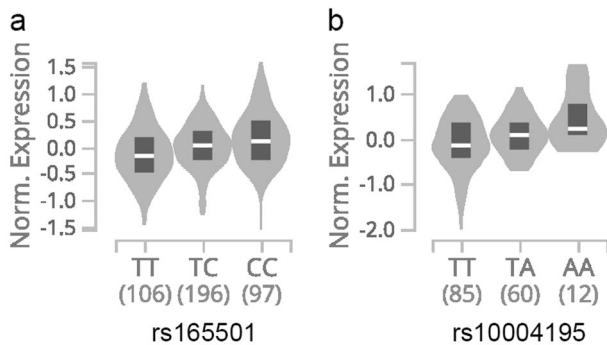 a
Norm. Expression
1.5
1.0
0.5
0.0
-0.5
-1.0
-1.5
TT TC CC
(106) (196) (97)
rs165501
b
Norm. Expression
1.0
0.0
-1.0
-2.0
TT TA AA
(85) (60) (12)
rs10004195